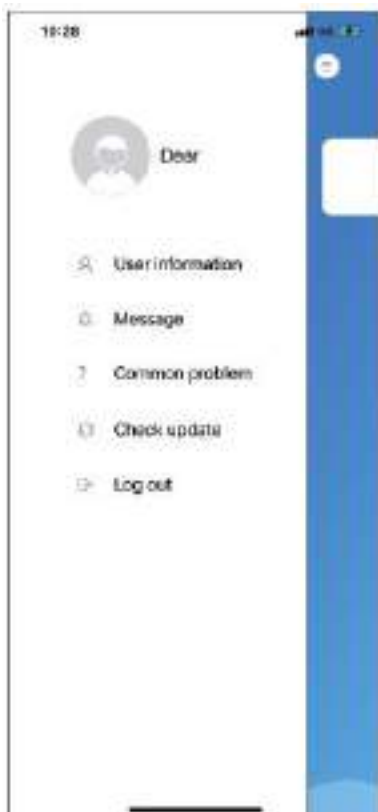 10:28
Dear
User information
Message
Common problem
Check update
Log out